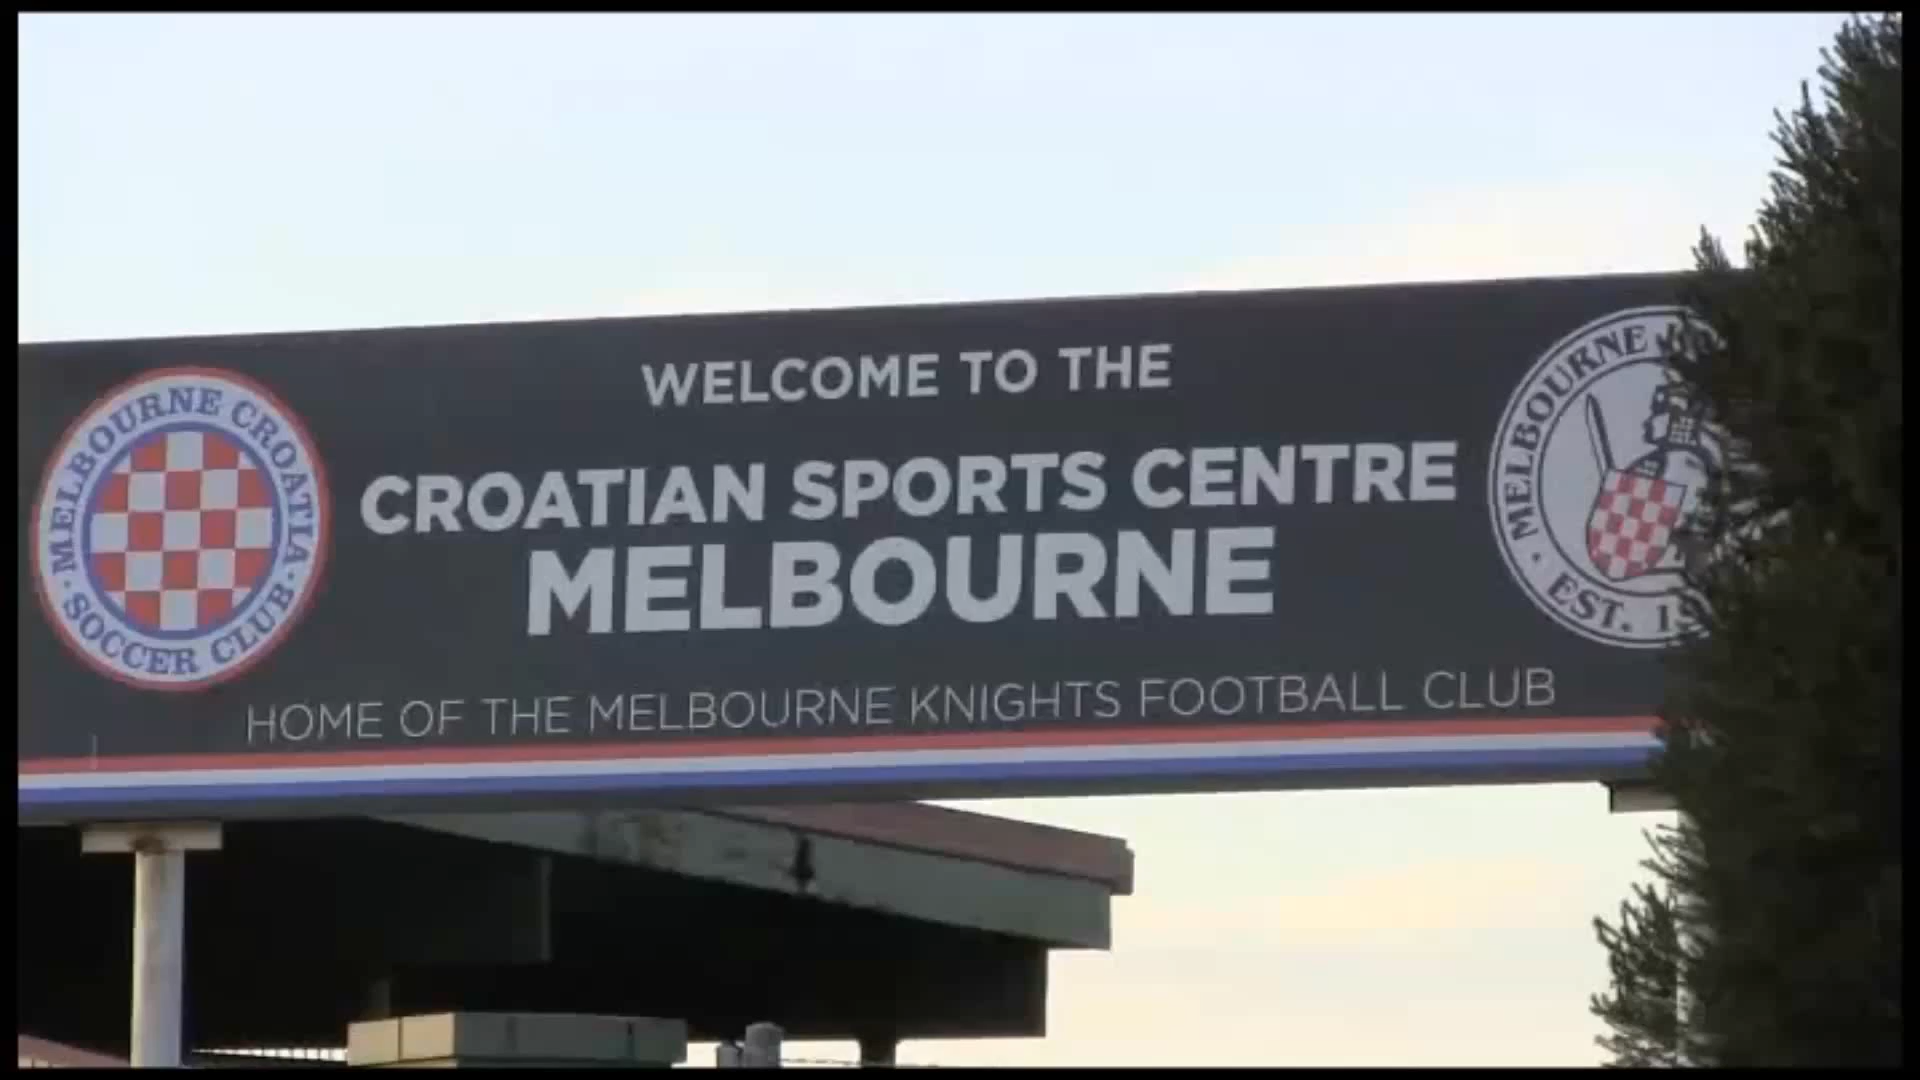 WELCOME TO THE
CROATIAN SPORTS CENTRE
MELBOURNE
HOME OF THE MELBOURNE KNIGHTS FOOTBALL CLUB
MELBOURNE CROATIA
SOCCER CLUB
MELBOURNE
EST.